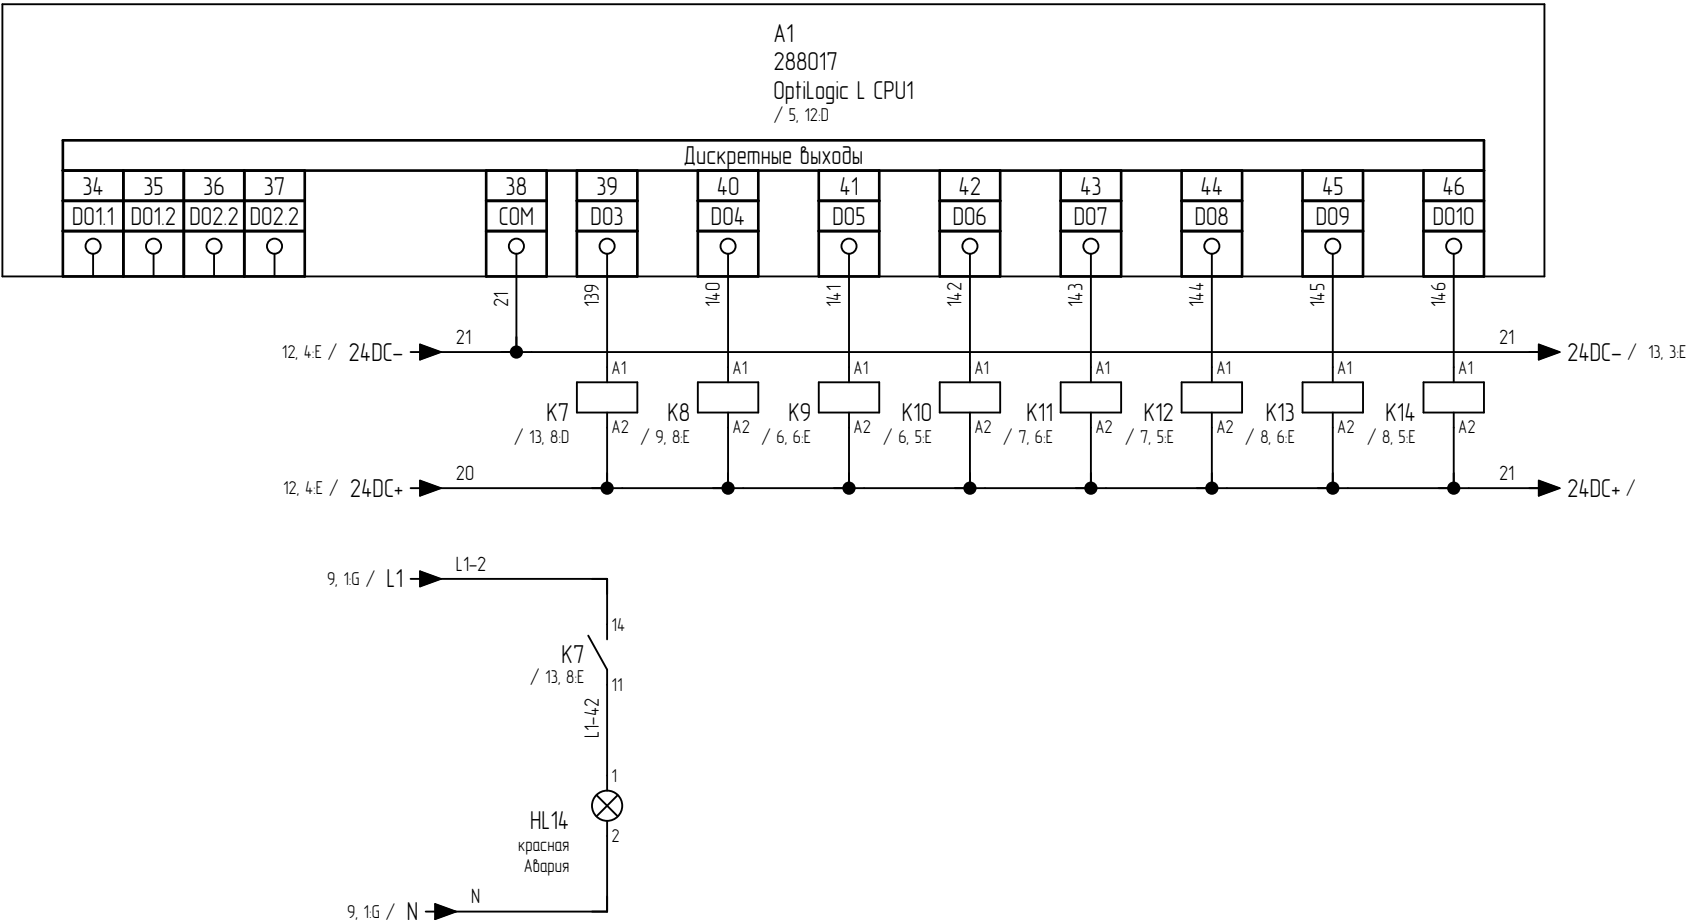 A1
288017
OptiLogic L CPU1
/ 5, 12:D
Дискретные выходы
34 35 36 37 38 39 40 41 42 43 44 45 46
DO1.1 DO1.2 DO2.2 DO2.2 COM DO3 DO4 DO5 DO6 DO7 DO8 DO9 DO10
21 139 140 141 142 143 144 145 146
12, 4:E / 24DC- 21 21 24DC- / 13, 3:E
A1 A1 A1 A1 A1 A1 A1 A1
K7 K8 K9 K10 K11 K12 K13 K14
/ 13, 8:D / 9, 8:E / 6, 6:E / 6, 5:E / 7, 6:E / 7, 5:E / 8, 6:E / 8, 5:E
A2 A2 A2 A2 A2 A2 A2 A2
12, 4:E / 24DC+ 20 21 24DC+ /
9, 1:G / L1 L1-2
14
K7
/ 13, 8:E
11
L1-42
1
HL14
2
красная
Авария
9, 1:G / N N